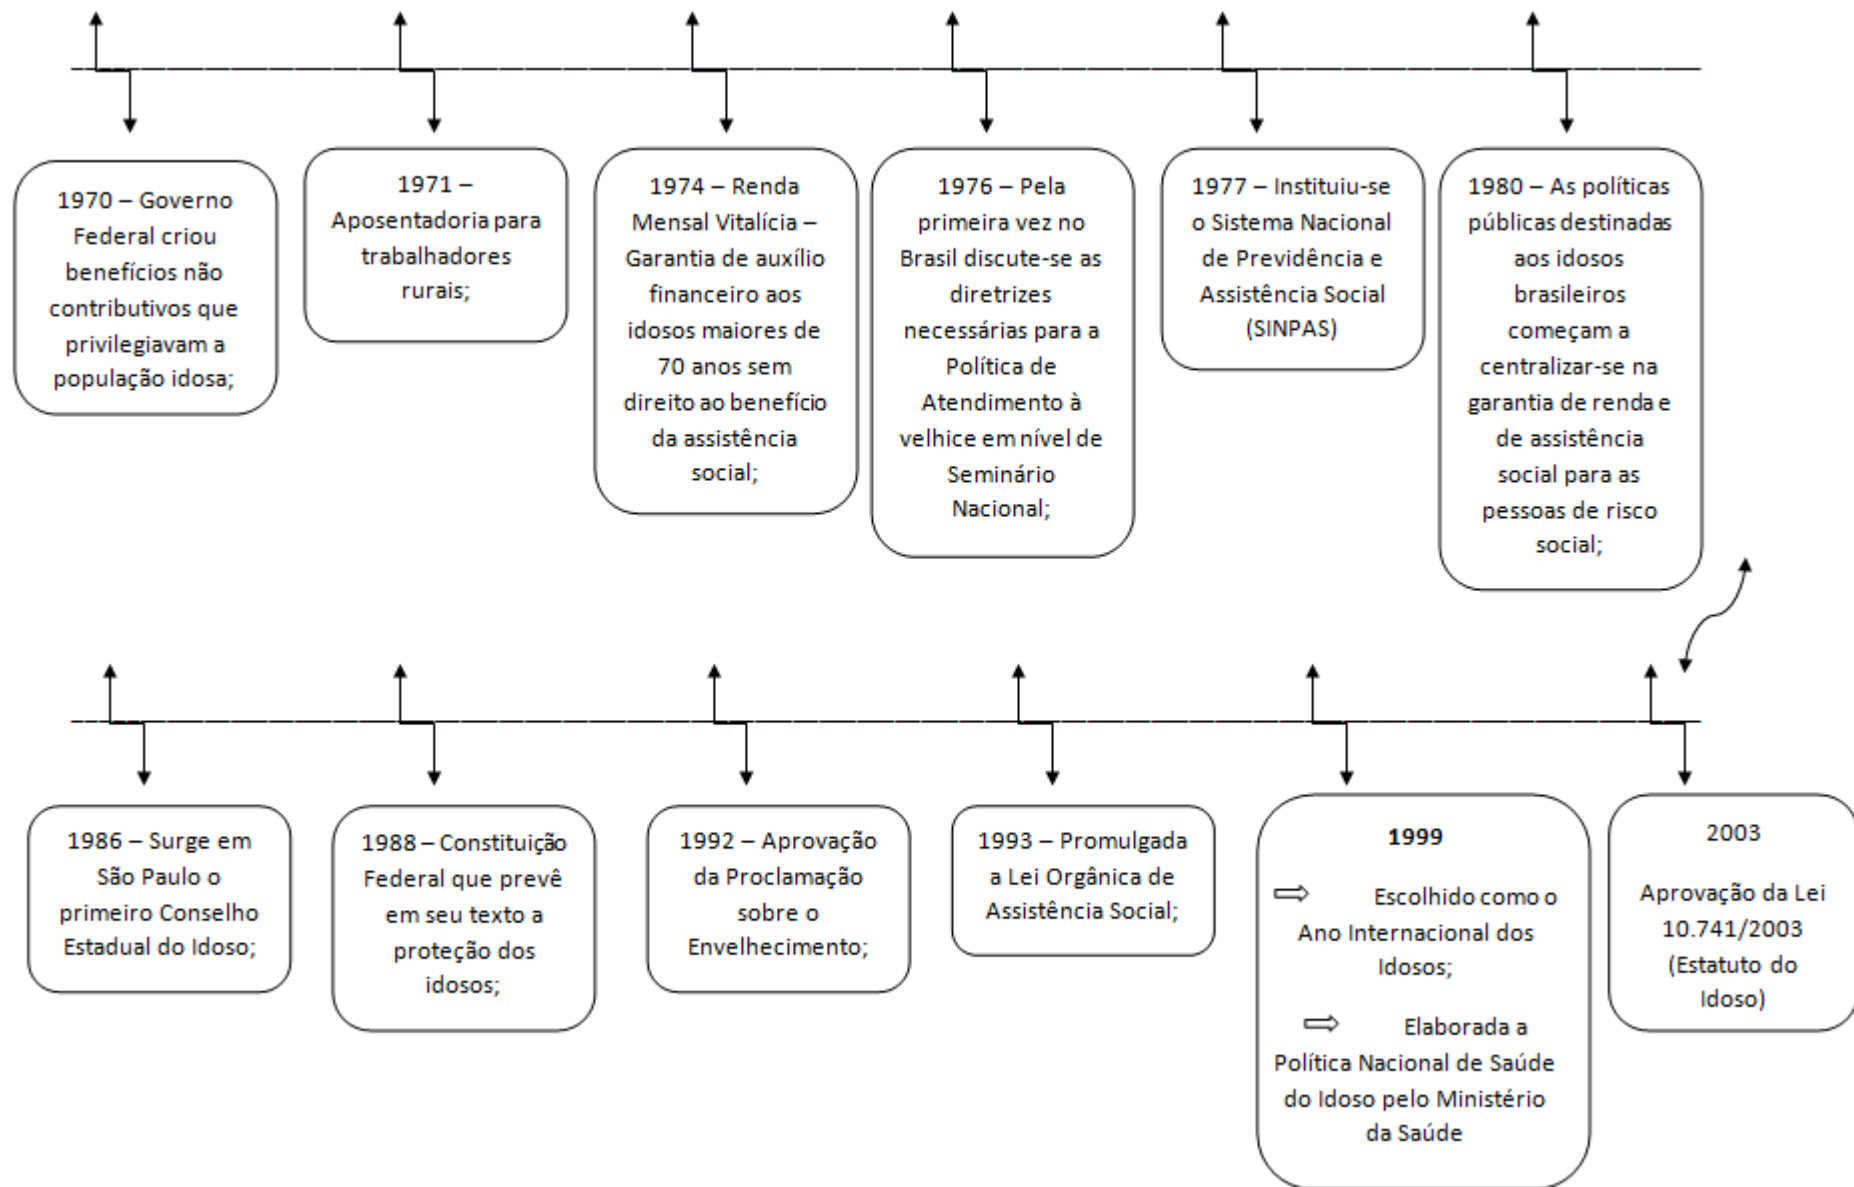 1970 – Governo
Federal criou
benefícios não
contributivos que
privilegiavam a
população idosa;
1971 –
Aposentadoria para
trabalhadores
rurais;
1974 – Renda
Mensal Vitalícia –
Garantia de auxílio
financeiro aos
idosos maiores de
70 anos sem
direito ao benefício
da assistência
social;
1976 – Pela
primeira vez no
Brasil discute-se as
diretrizes
necessárias para a
Política de
Atendimento à
velhice em nível de
Seminário
Nacional;
1977 – Instituiu-se
o Sistema Nacional
de Previdência e
Assistência Social
(SINPAS)
1980 – As políticas
públicas destinadas
aos idosos
brasileiros
começam a
centralizar-se na
garantia de renda e
de assistência
social para as
pessoas de risco
social;
1986 – Surge em
São Paulo o
primeiro Conselho
Estadual do Idoso;
1988 – Constituição
Federal que prevê
em seu texto a
proteção dos
idosos;
1992 – Aprovação
da Proclamação
sobre o
Envelhecimento;
1993 – Promulgada
a Lei Orgânica de
Assistência Social;
1999
⇨ Escolhido como o
Ano Internacional dos
Idosos;
⇨ Elaborada a
Política Nacional de Saúde
do Idoso pelo Ministério
da Saúde
2003
Aprovação da Lei
10.741/2003
(Estatuto do
Idoso)